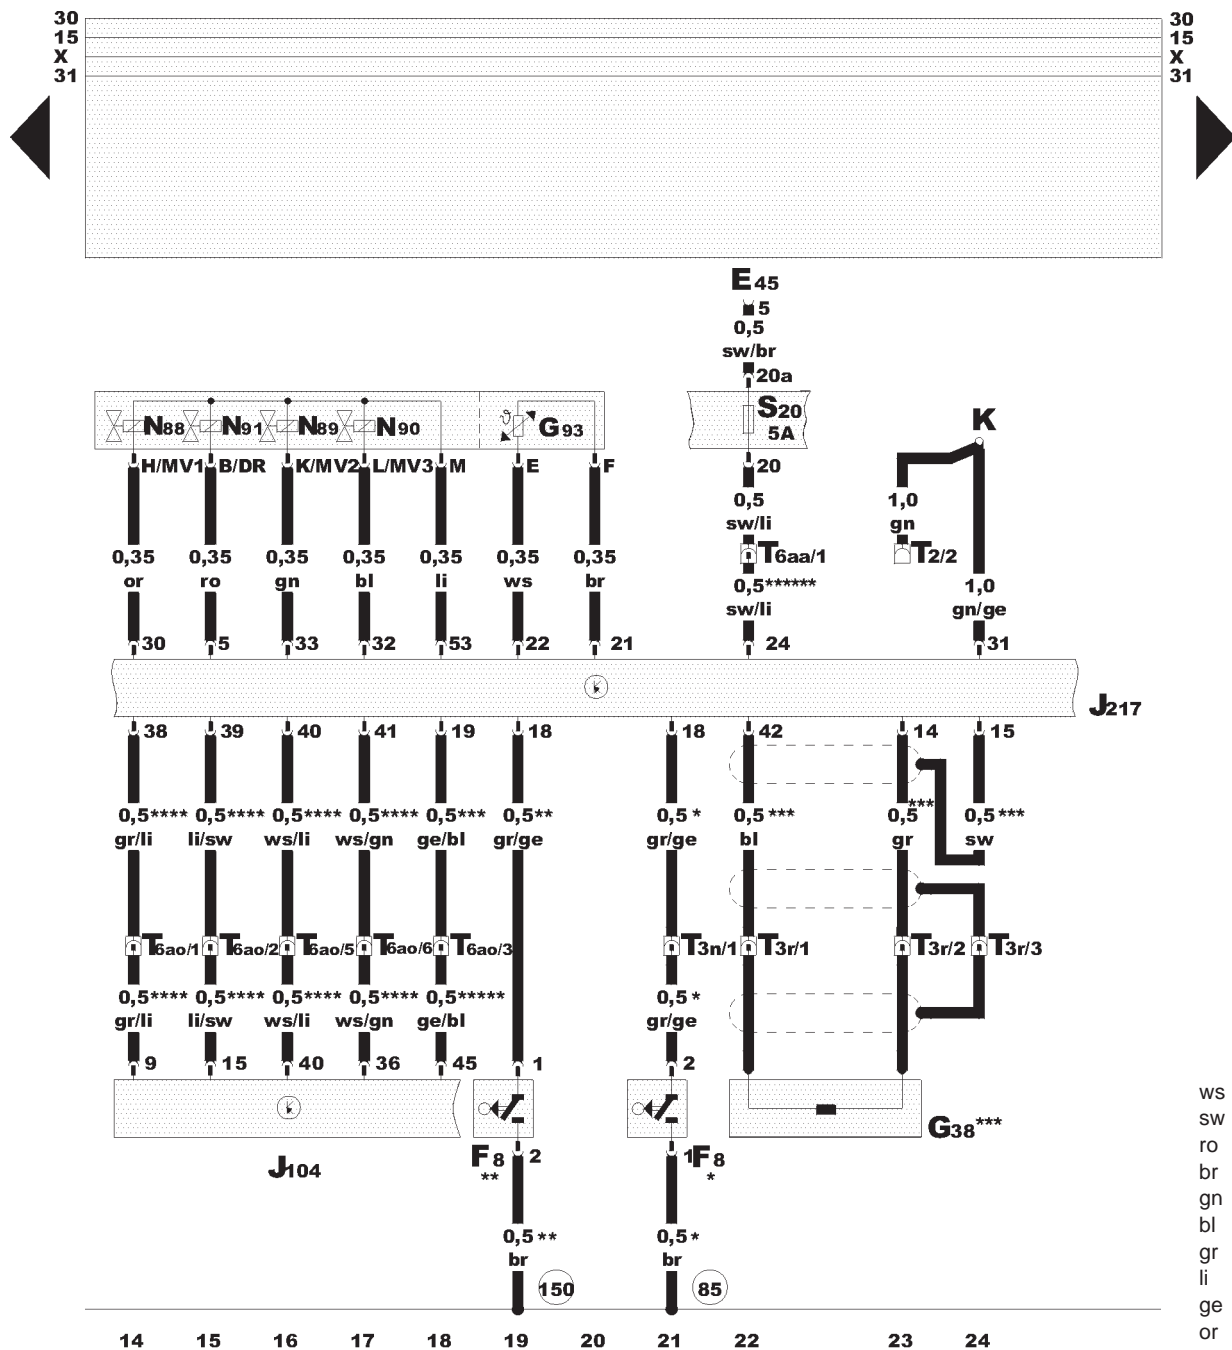 30 30
15 15
X X
31 31
E45
5
0,5
sw/br
20a
N88 N91 N89 N90 G93 S20 K
5A
H/MV1 B/DR K/MV2 L/MV3 M E F 20
0,5 1,0
sw/li gn
0,35 0,35 0,35 0,35 0,35 0,35 0,35 T6aa/1 T2/2
or ro gn bl li ws br 0,5****** 1,0
sw/li gn/ge
30 5 33 32 53 22 21 24 31
J217
38 39 40 41 19 18 18 42 14 15
0,5**** 0,5**** 0,5**** 0,5**** 0,5*** 0,5** 0,5* 0,5*** 0,5*** 0,5***
gr/li li/sw ws/li ws/gn ge/bl gr/ge gr/ge bl gr sw
T6ao/1 T6ao/2 T6ao/5 T6ao/6 T6ao/3 T3n/1 T3r/1 T3r/2 T3r/3
0,5**** 0,5**** 0,5**** 0,5**** 0,5***** 0,5*
gr/li li/sw ws/li ws/gn ge/bl gr/ge
9 15 40 36 45 1 2
G38***
J104 F8 2 1 F8
** *
0,5** 0,5*
br br
150 85
14 15 16 17 18 19 20 21 22 23 24
ws
sw
ro
br
gn
bl
gr
li
ge
or